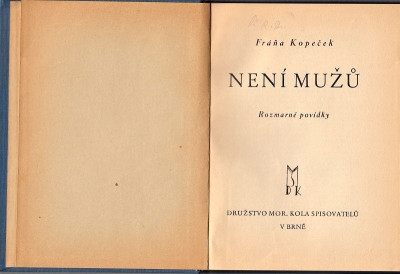 Fráňa Kopeček
NENÍ MUŽŮ
Rozmarné povídky
DRUŽSTVO MOR. KOLA SPISOVATELŮ
V BRNĚ